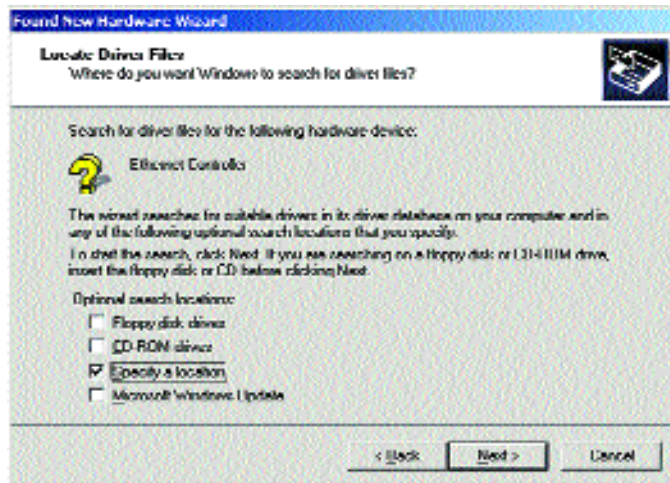 Found New Hardware Wizard
Locate Driver Files
Where do you want Windows to search for driver files?
Search for driver files for the following hardware device:
Ethernet Controller
The wizard searches for suitable drivers in its driver database on your computer and in
any of the following optional search locations that you specify.
To start the search, click Next. If you are searching on a floppy disk or CD-ROM drive,
insert the floppy disk or CD before clicking Next.
Optional search locations:
Floppy disk drives
CD-ROM drives
Specify a location
Microsoft Windows Update
< Back Next > Cancel